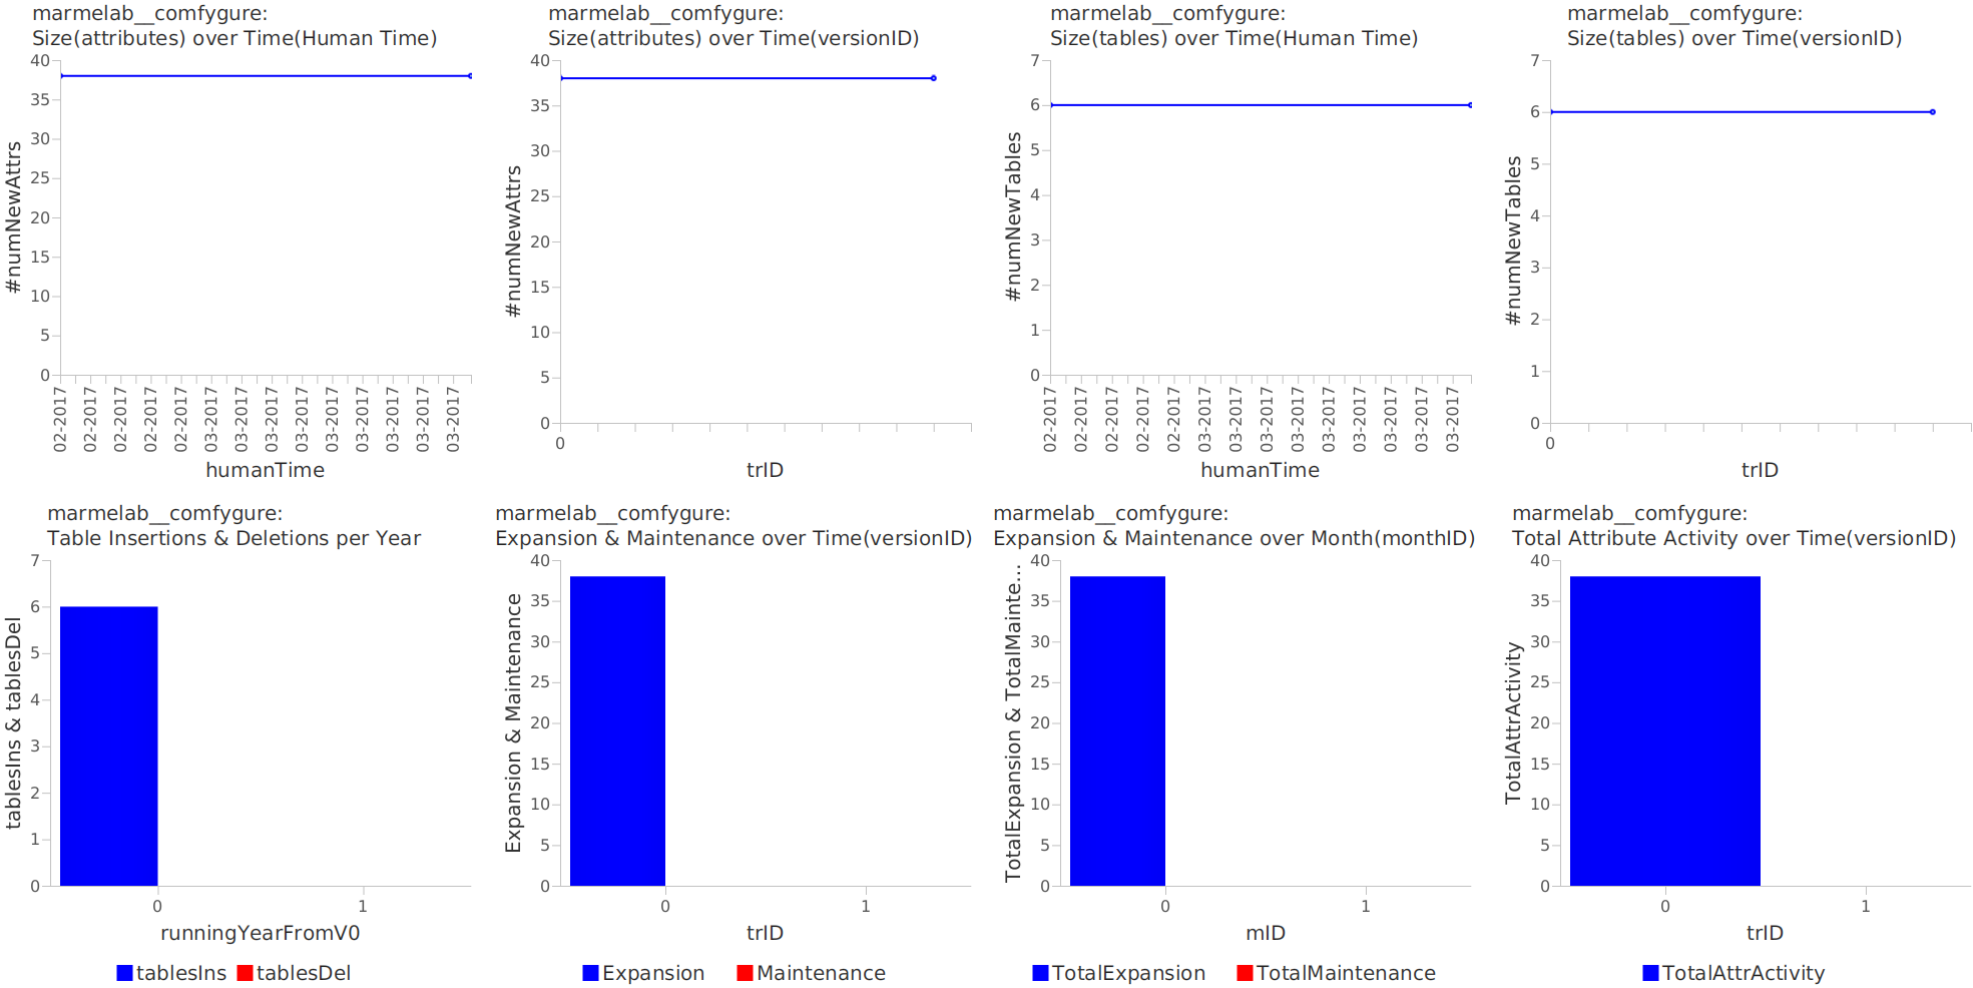 marmelab__comfygure:
Size(attributes) over Time(Human Time)
40
35
30
25
20
15
10
5
0
#numNewAttrs
02-2017
02-2017
02-2017
02-2017
02-2017
03-2017
03-2017
03-2017
03-2017
03-2017
03-2017
03-2017
03-2017
03-2017
humanTime
marmelab__comfygure:
Size(attributes) over Time(versionID)
40
35
30
25
20
15
10
5
0
#numNewAttrs
0
trID
marmelab__comfygure:
Size(tables) over Time(Human Time)
7
6
5
4
3
2
1
0
#numNewTables
02-2017
02-2017
02-2017
02-2017
02-2017
03-2017
03-2017
03-2017
03-2017
03-2017
03-2017
03-2017
03-2017
03-2017
humanTime
marmelab__comfygure:
Size(tables) over Time(versionID)
7
6
5
4
3
2
1
0
#numNewTables
0
trID
marmelab__comfygure:
Table Insertions & Deletions per Year
7
6
5
4
3
2
1
0
tablesIns & tablesDel
0 1
runningYearFromV0
tablesIns tablesDel
marmelab__comfygure:
Expansion & Maintenance over Time(versionID)
40
35
30
25
20
15
10
5
0
Expansion & Maintenance
0 1
trID
Expansion Maintenance
marmelab__comfygure:
Expansion & Maintenance over Month(monthID)
40
35
30
25
20
15
10
5
0
TotalExpansion & TotalMainte...
0 1
mID
TotalExpansion TotalMaintenance
marmelab__comfygure:
Total Attribute Activity over Time(versionID)
40
35
30
25
20
15
10
5
0
TotalAttrActivity
0 1
trID
TotalAttrActivity